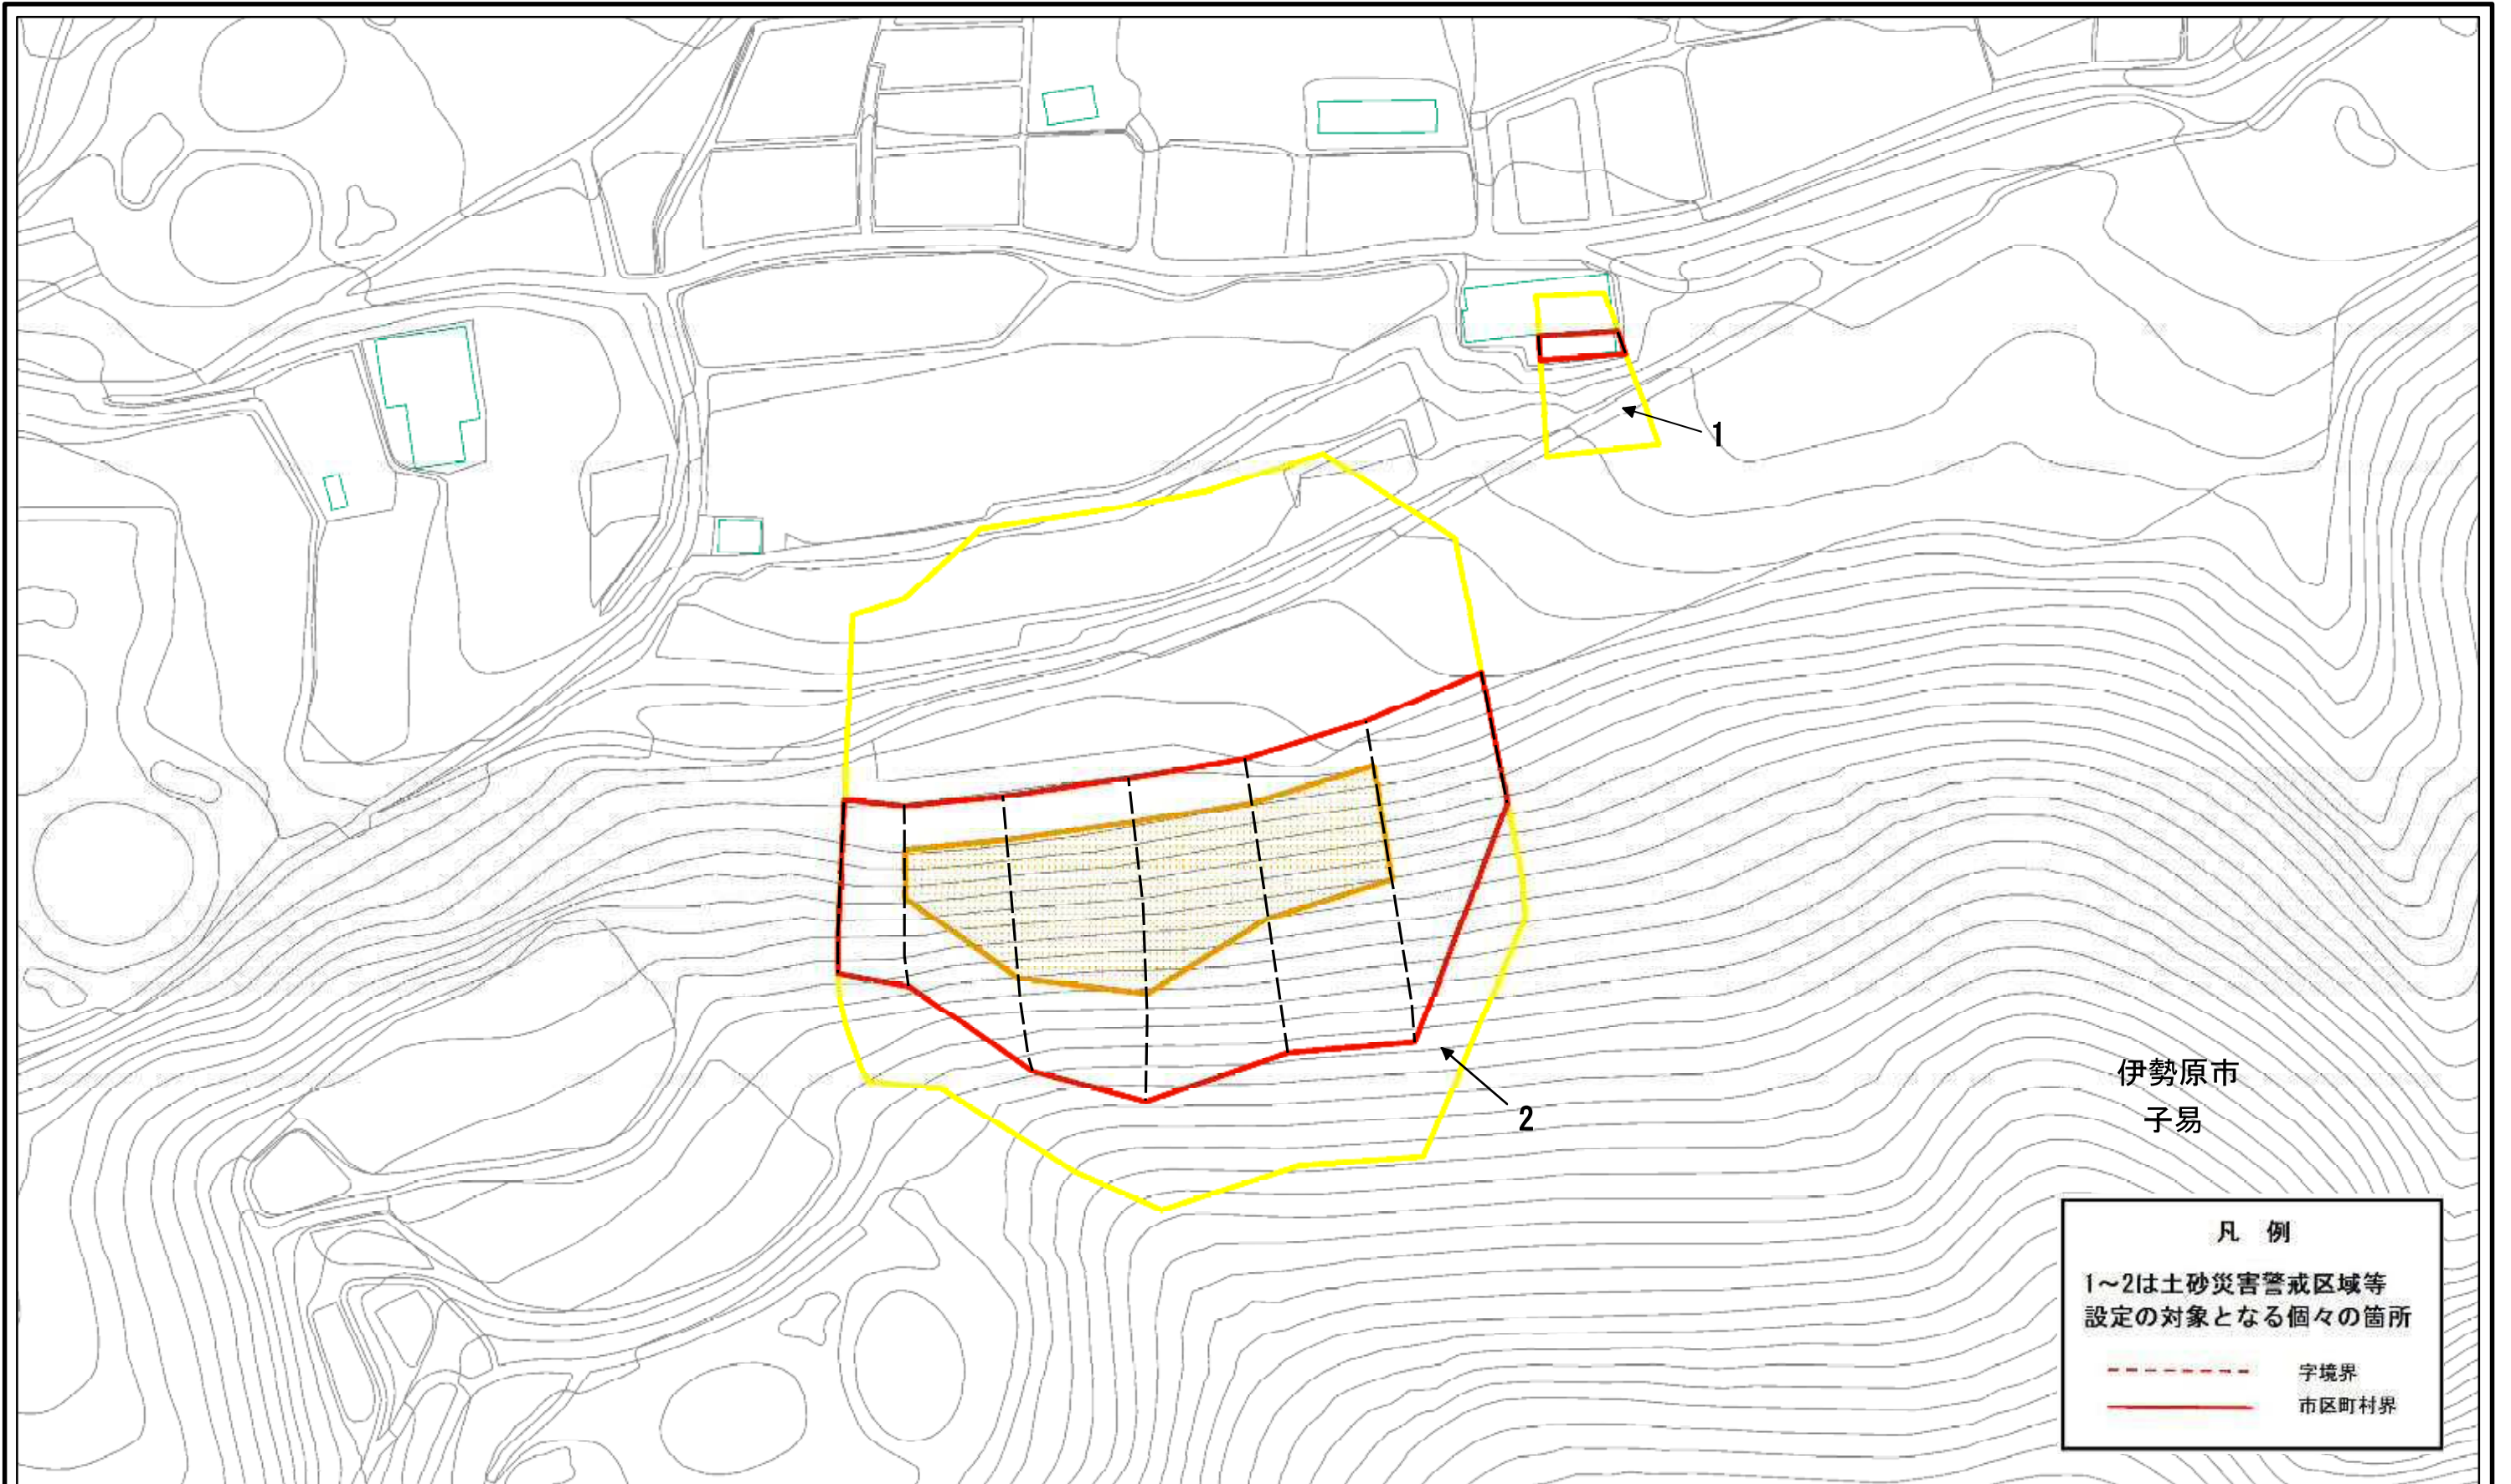 1
2
伊勢原市
子易
凡 例
1～2は土砂災害警戒区域等
設定の対象となる個々の箇所
字境界
市区町村界